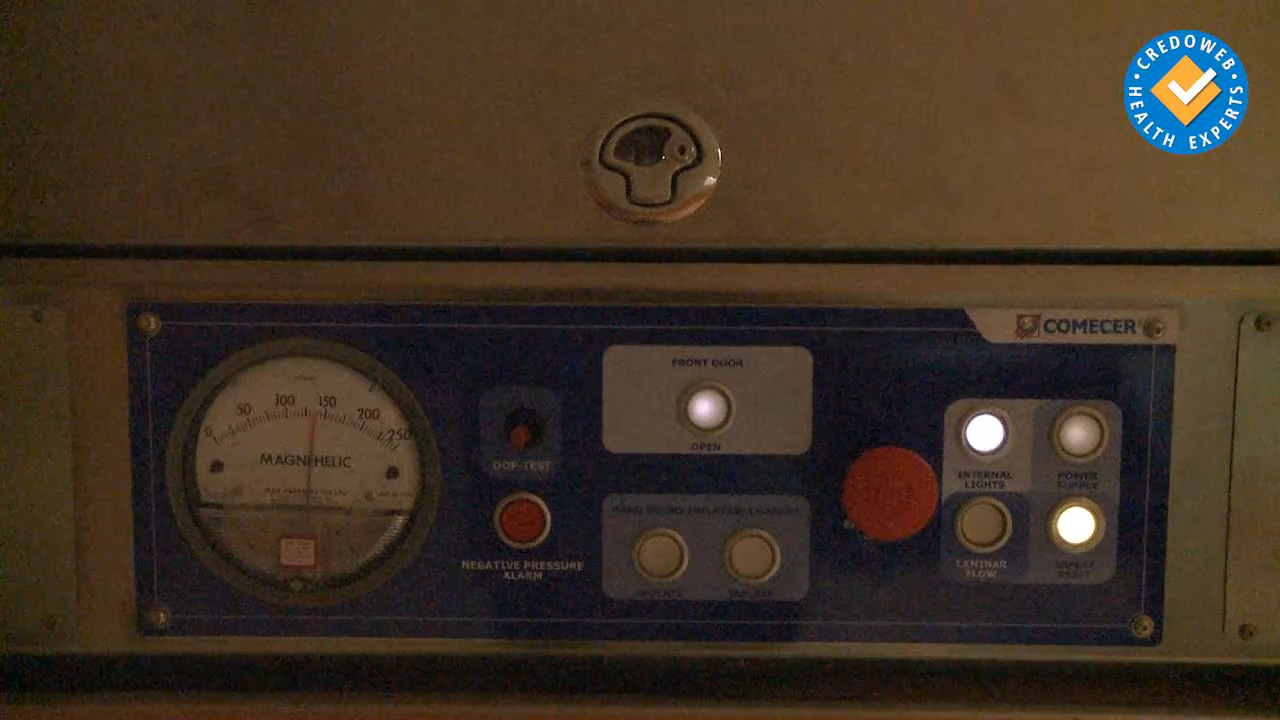 CREDOWEB
HEALTH EXPERTS
COMECER
0 50 100 150 200 250
MAGNEHELIC
DOP-TEST
NEGATIVE PRESSURE
ALARM
FRONT DOOR
OPEN
INTERNAL
LIGHTS
POWER
SUPPLY
LAMINAR
FLOW